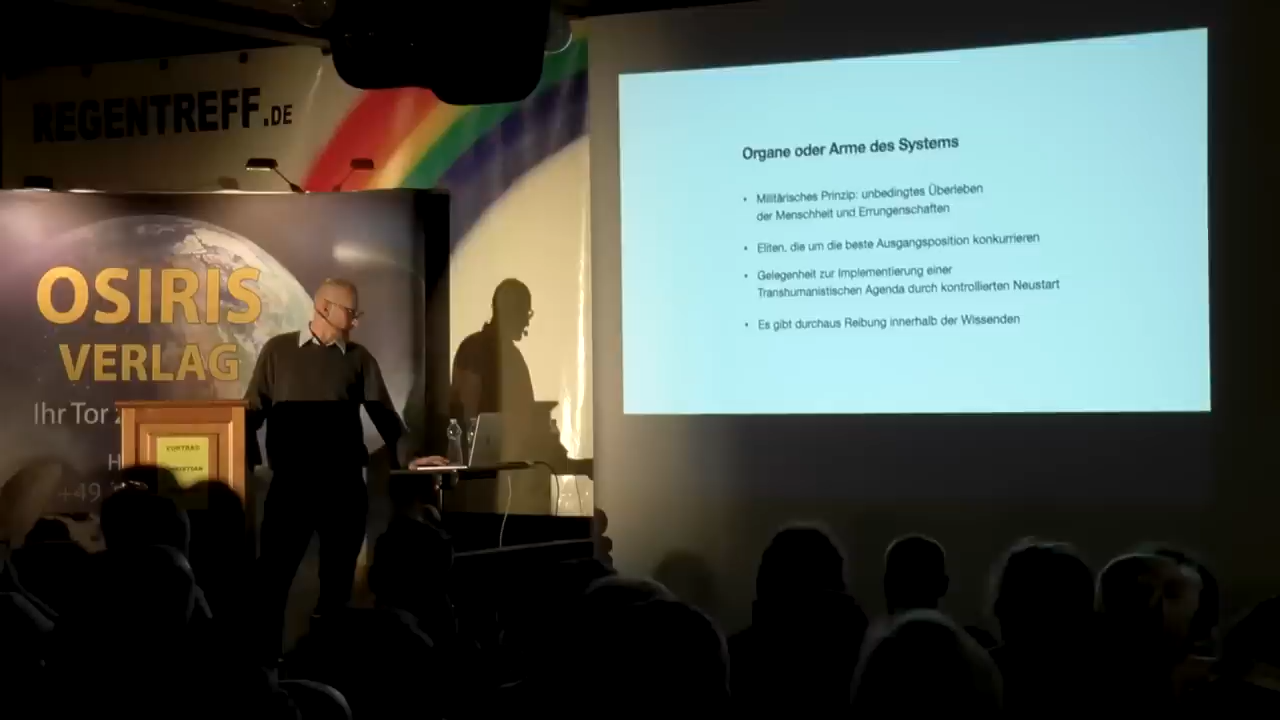 REGENTREFF.DE
OSIRIS
VERLAG
Ihr Tor
H
+49
VORTRAG
Organe oder Arme des Systems
• Militärisches Prinzip: unbedingtes Überleben
der Menschheit und Errungenschaften
• Eliten, die um die beste Ausgangsposition konkurrieren
• Gelegenheit zur Implementierung einer
Transhumanistischen Agenda durch kontrollierten Neustart
• Es gibt durchaus Reibung innerhalb der Wissenden